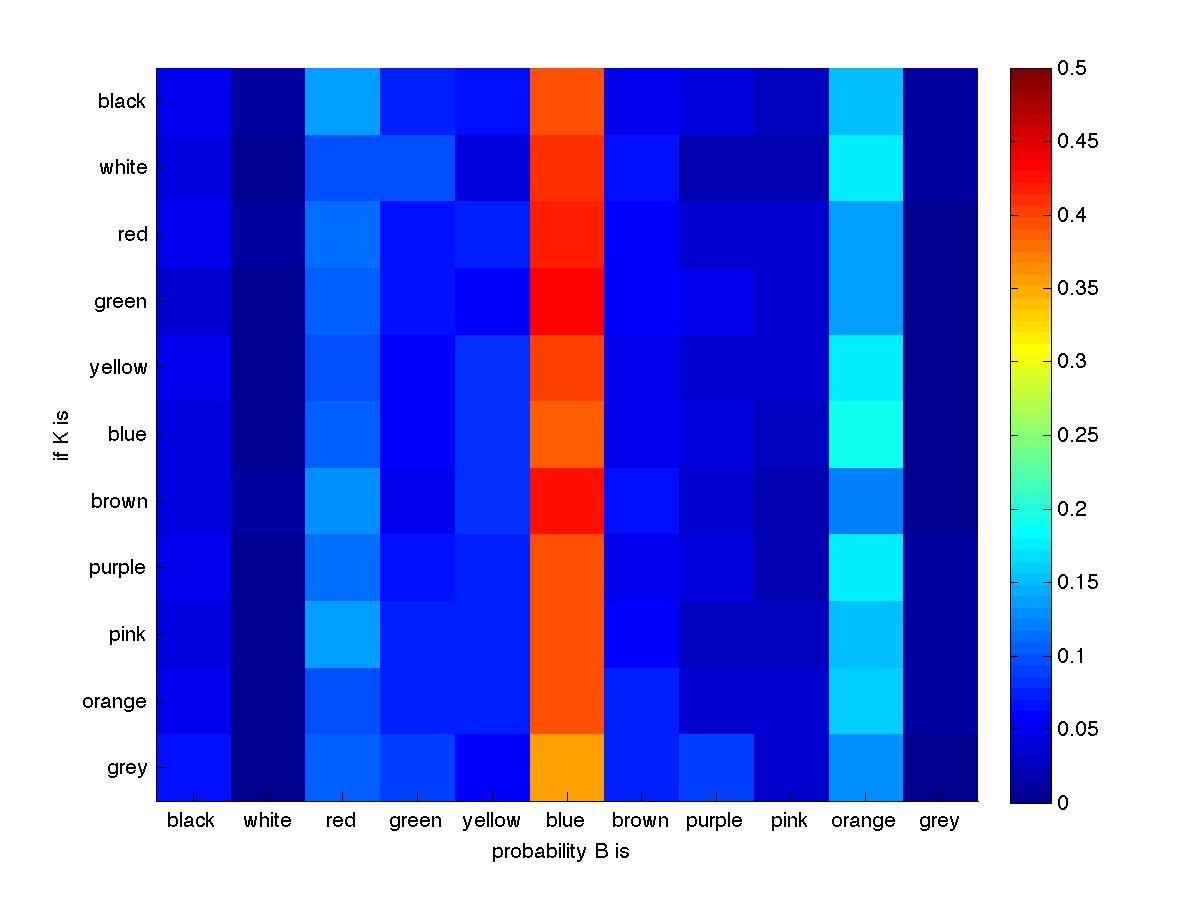 black
white
red
green
yellow
blue
brown
purple
pink
orange
grey
if K is
black white red green yellow blue brown purple pink orange grey
probability B is
0.5
0.45
0.4
0.35
0.3
0.25
0.2
0.15
0.1
0.05
0